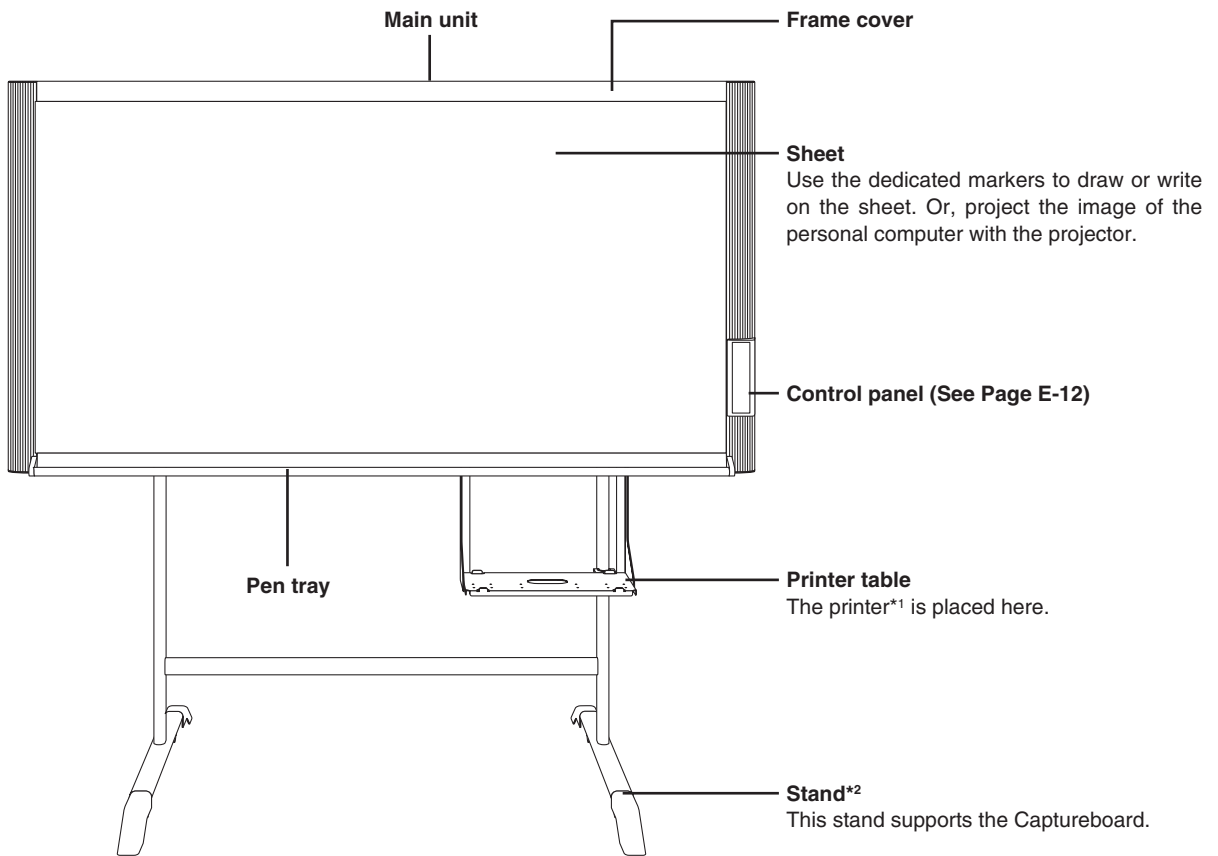 Main unit
Frame cover
Sheet
Use the dedicated markers to draw or write
on the sheet. Or, project the image of the
personal computer with the projector.
Control panel (See Page E-12)
Pen tray
Printer table
The printer*1 is placed here.
Stand*2
This stand supports the Captureboard.